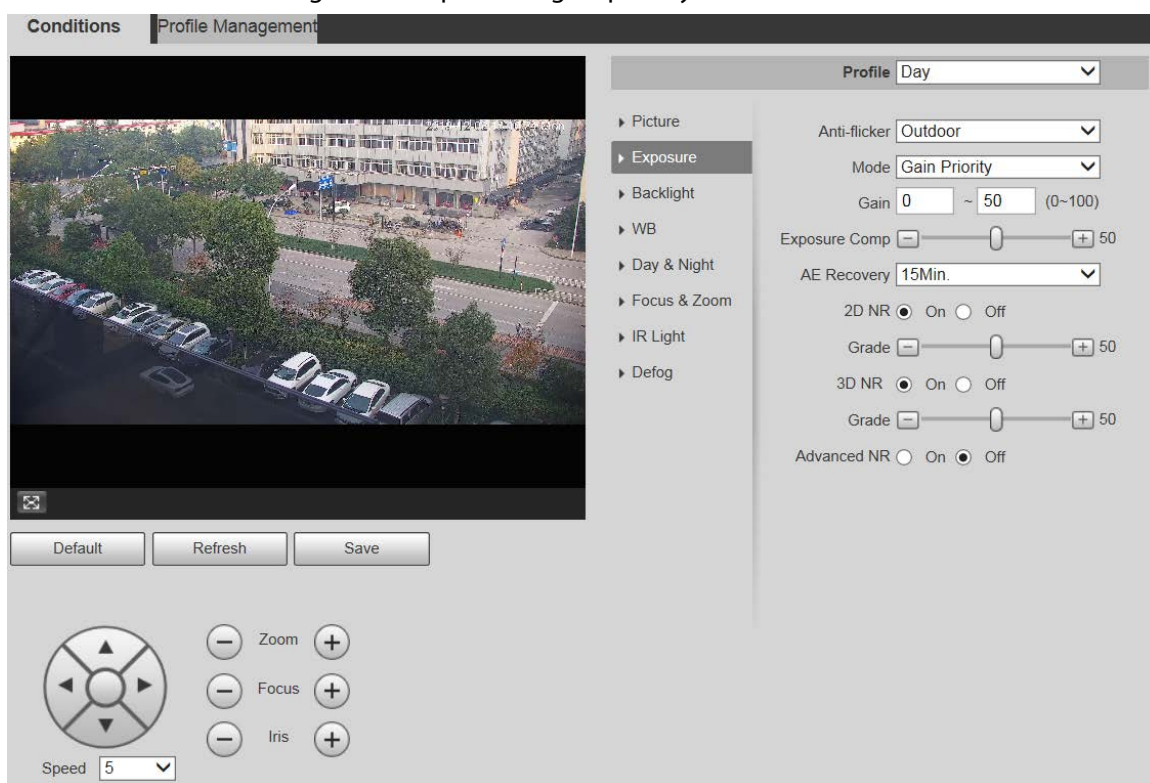 Conditions Profile Management
Profile Day
Picture
Exposure
Backlight
WB
Day & Night
Focus & Zoom
IR Light
Defog
Anti-flicker Outdoor
Mode Gain Priority
Gain 0 ~ 50 (0~100)
Exposure Comp 50
AE Recovery 15Min.
2D NR On Off
Grade 50
3D NR On Off
Grade 50
Advanced NR On Off
Default Refresh Save
Zoom
Focus
Iris
Speed 5